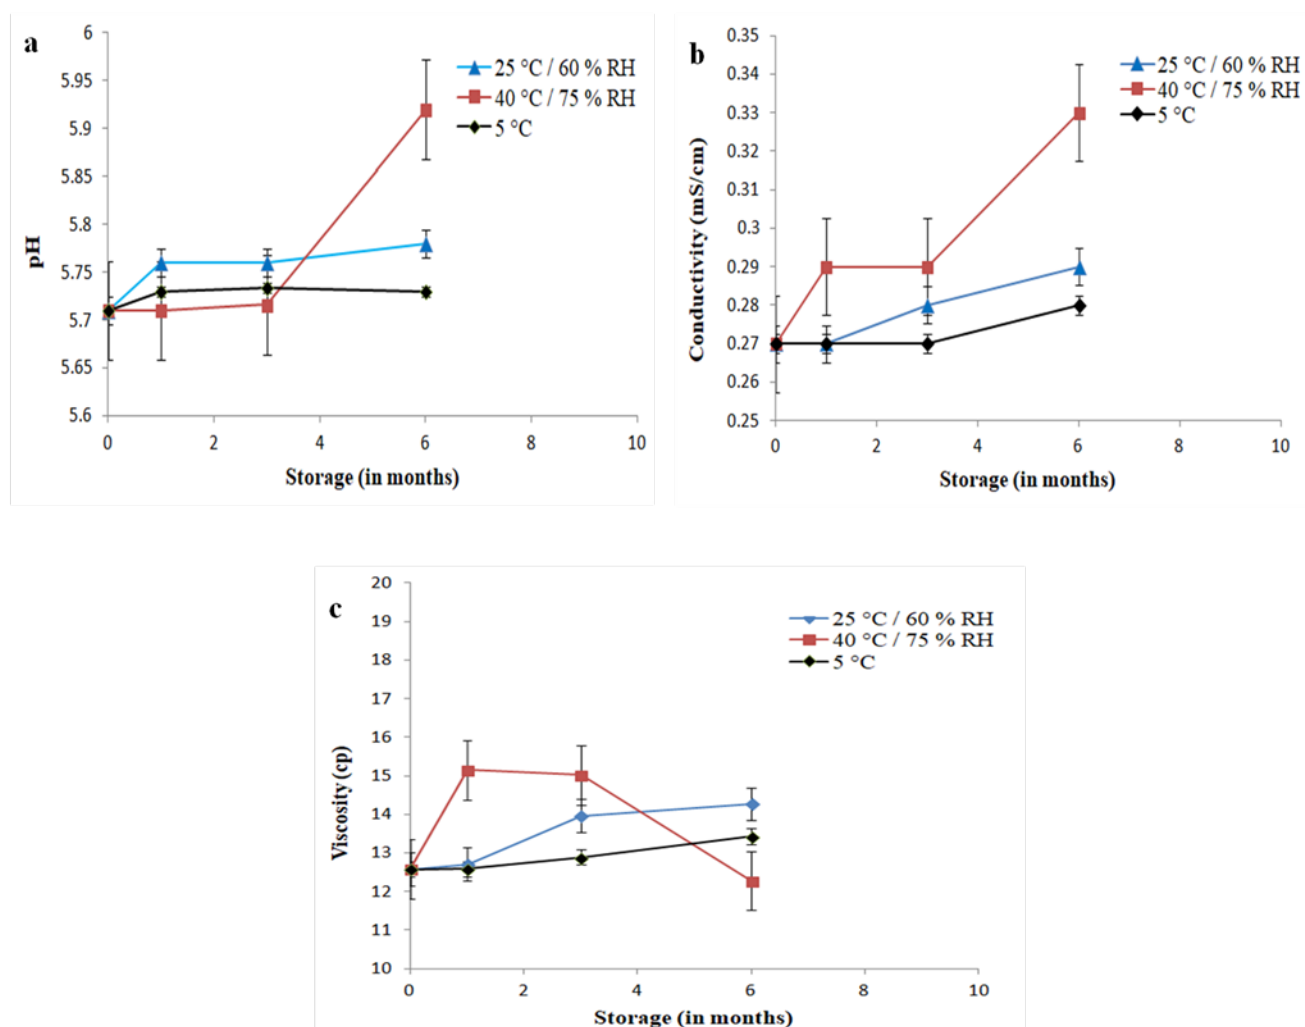 a
6
5.95
5.9
5.85
5.8
5.75
5.7
5.65
5.6
pH
0 2 4 6 8 10
Storage (in months)
25 °C / 60 % RH
40 °C / 75 % RH
5 °C
b
0.35
0.34
0.33
0.32
0.31
0.3
0.29
0.28
0.27
0.26
0.25
Conductivity (mS/cm)
0 2 4 6 8 10
Storage (in months)
25 °C / 60 % RH
40 °C / 75 % RH
5 °C
c
20
19
18
17
16
15
14
13
12
11
10
Viscosity (cp)
0 2 4 6 8 10
Storage (in months)
25 °C / 60 % RH
40 °C / 75 % RH
5 °C